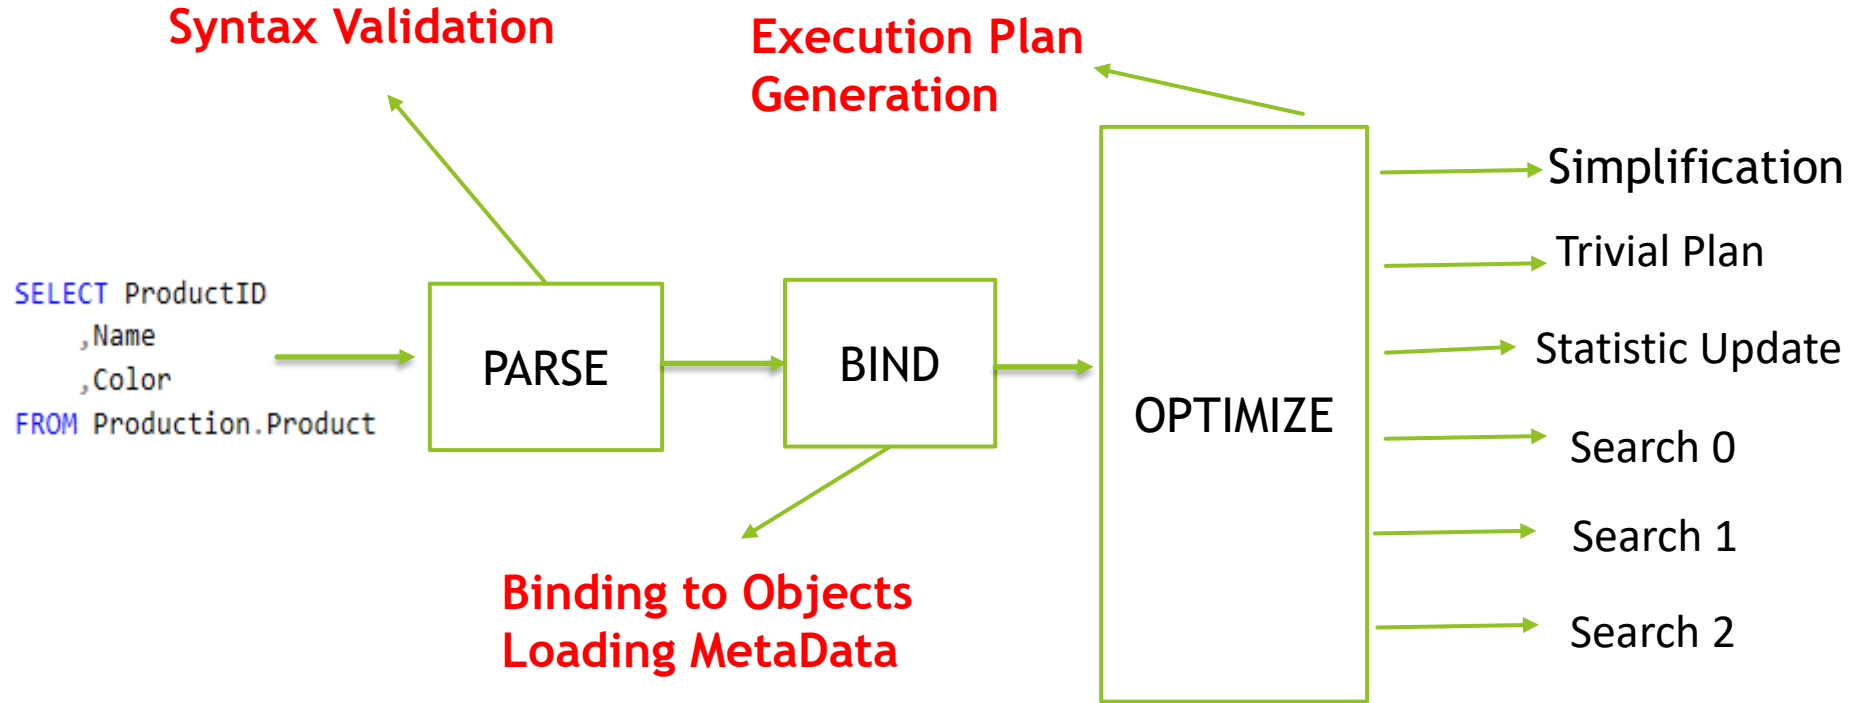 Syntax Validation
Execution Plan
Generation
SELECT ProductID
,Name
,Color
FROM Production.Product
PARSE
BIND
OPTIMIZE
Simplification
Trivial Plan
Statistic Update
Search 0
Search 1
Search 2
Binding to Objects
Loading MetaData